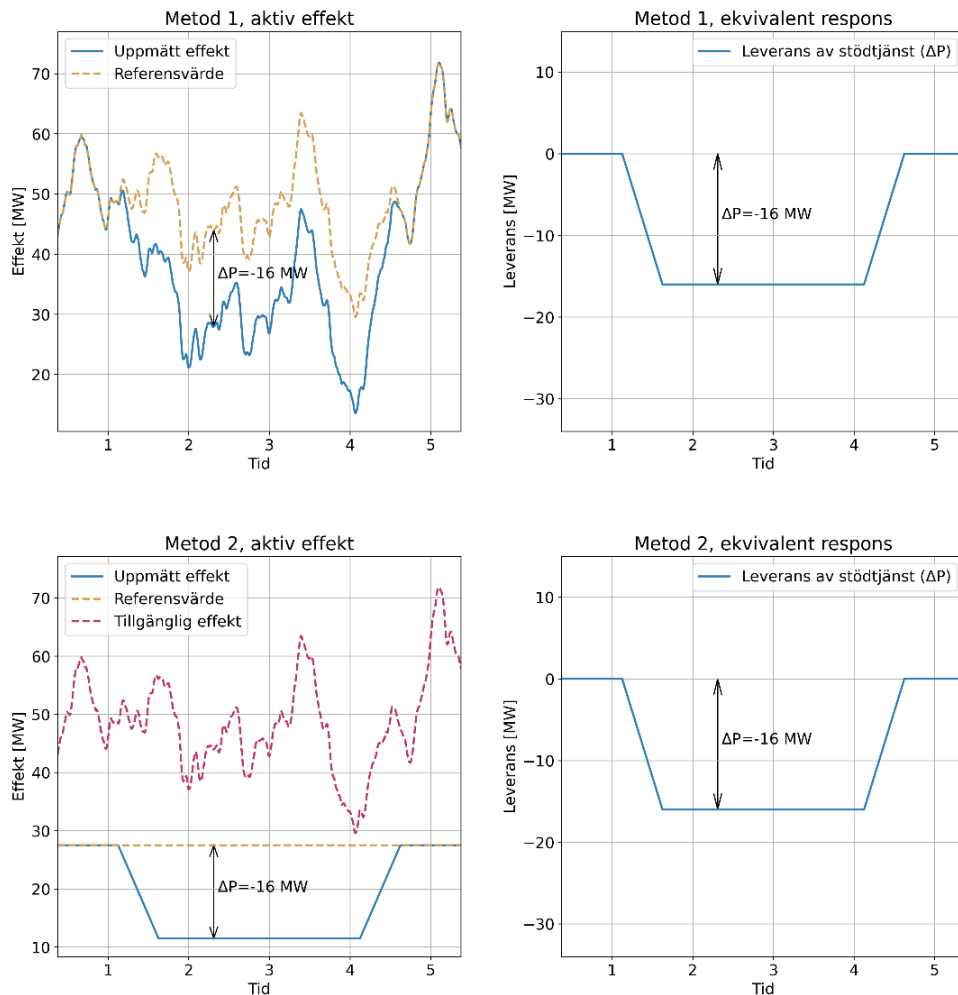 Metod 1, aktiv effekt
Uppmätt effekt
Referensvärde
Effekt [MW]
70
60
50
40
30
20
ΔP=-16 MW
1 2 3 4 5
Tid
Metod 1, ekvivalent respons
Leverans av stödtjänst (ΔP)
Leverans [MW]
10
0
−10
−20
−30
ΔP=-16 MW
1 2 3 4 5
Tid
Metod 2, aktiv effekt
Uppmätt effekt
Referensvärde
Tillgänglig effekt
Effekt [MW]
70
60
50
40
30
20
10
ΔP=-16 MW
1 2 3 4 5
Tid
Metod 2, ekvivalent respons
Leverans av stödtjänst (ΔP)
Leverans [MW]
10
0
−10
−20
−30
ΔP=-16 MW
1 2 3 4 5
Tid